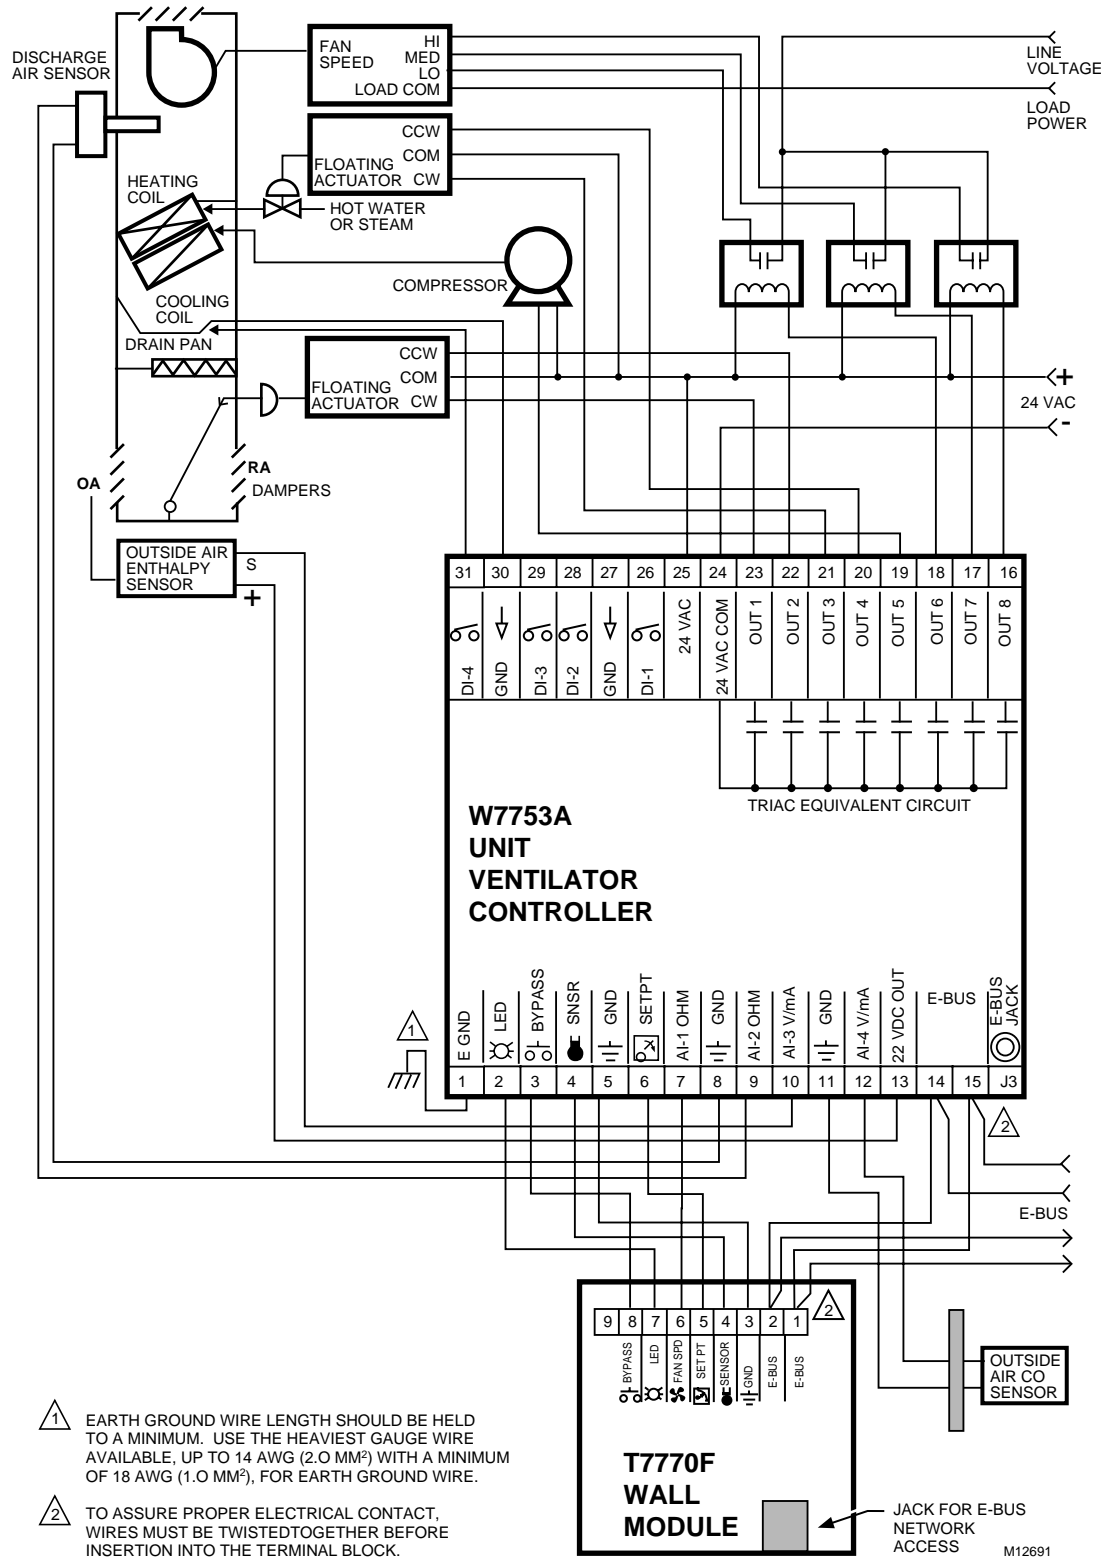 DISCHARGE
AIR SENSOR
FAN
SPEED
HI
MED
LO
LOAD COM
LINE
VOLTAGE
LOAD
POWER
CCW
COM
CW
FLOATING
ACTUATOR
HEATING
COIL
HOT WATER
OR STEAM
COMPRESSOR
COOLING
COIL
DRAIN PAN
CCW
COM
CW
FLOATING
ACTUATOR
+
24 VAC
-
OA
RA
DAMPERS
OUTSIDE AIR
ENTHALPY
SENSOR
S
+
31 30 29 28 27 26 25 24 23 22 21 20 19 18 17 16
DI-4 GND DI-3 DI-2 GND DI-1 24 VAC 24 VAC COM OUT 1 OUT 2 OUT 3 OUT 4 OUT 5 OUT 6 OUT 7 OUT 8
TRIAC EQUIVALENT CIRCUIT
W7753A
UNIT
VENTILATOR
CONTROLLER
1
E GND LED BYPASS SNSR GND SETPT AI-1 OHM GND AI-2 OHM AI-3 V/mA GND AI-4 V/mA 22 VDC OUT E-BUS E-BUS JACK
1 2 3 4 5 6 7 8 9 10 11 12 13 14 15 J3
2
E-BUS
2
9 8 7 6 5 4 3 2 1
BYPASS LED FAN SPD SET PT SENSOR GND E-BUS E-BUS
OUTSIDE
AIR CO
SENSOR
T7770F
WALL
MODULE
JACK FOR E-BUS
NETWORK
ACCESS
1 EARTH GROUND WIRE LENGTH SHOULD BE HELD
TO A MINIMUM. USE THE HEAVIEST GAUGE WIRE
AVAILABLE, UP TO 14 AWG (2.O MM²) WITH A MINIMUM
OF 18 AWG (1.O MM²), FOR EARTH GROUND WIRE.
2 TO ASSURE PROPER ELECTRICAL CONTACT,
WIRES MUST BE TWISTEDTOGETHER BEFORE
INSERTION INTO THE TERMINAL BLOCK.
M12691